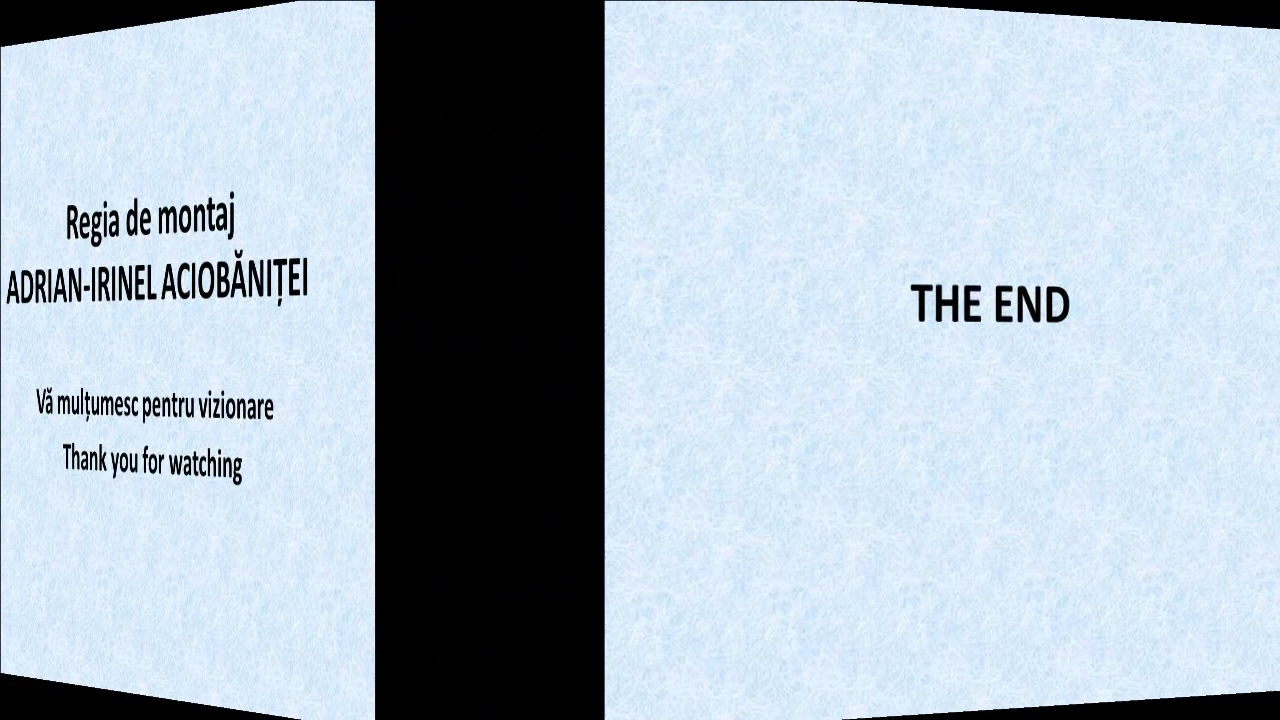 Regia de montaj
ADRIAN-IRINEL ACIOBĂNIȚEI
Vă mulțumesc pentru vizionare
Thank you for watching
THE END